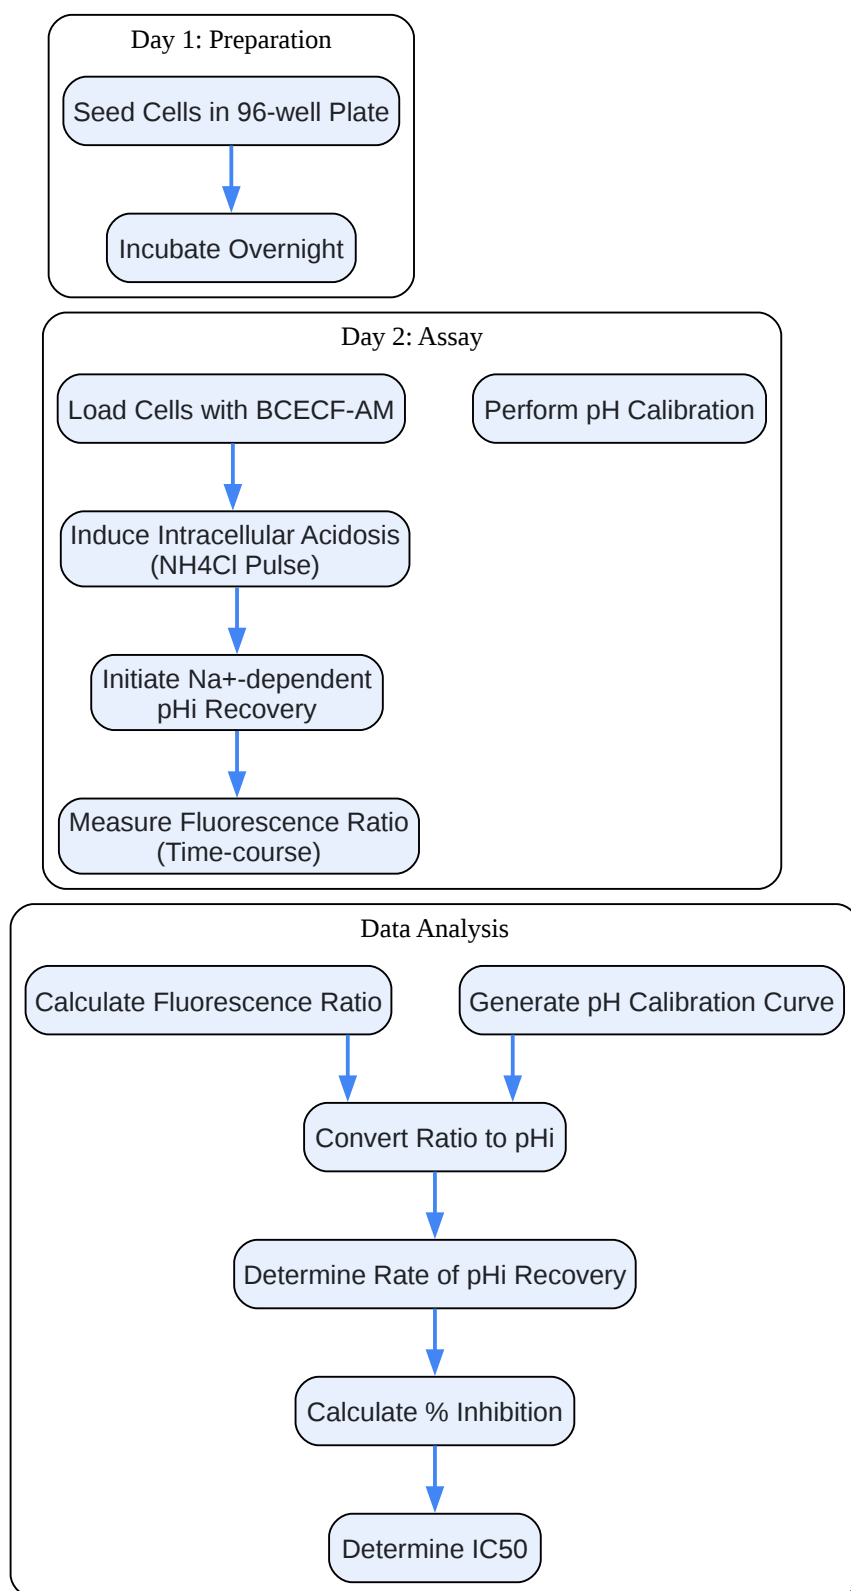 Day 1: Preparation
Seed Cells in 96-well Plate
Incubate Overnight
Day 2: Assay
Load Cells with BCECF-AM
Perform pH Calibration
Induce Intracellular Acidosis
(NH4Cl Pulse)
Initiate Na+-dependent
pHi Recovery
Measure Fluorescence Ratio
(Time-course)
Data Analysis
Calculate Fluorescence Ratio
Generate pH Calibration Curve
Convert Ratio to pHi
Determine Rate of pHi Recovery
Calculate % Inhibition
Determine IC50